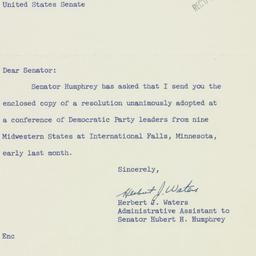 United States Senate
Dear Senator:
Senator Humphrey has asked that I send you the
enclosed copy of a resolution unanimously adopted at
a conference of Democratic Party leaders from nine
Midwestern States at International Falls, Minnesota,
early last month.
Sincerely,
Herbert J. Waters
Herbert J. Waters
Administrative Assistant to
Senator Hubert H. Humphrey
Enc